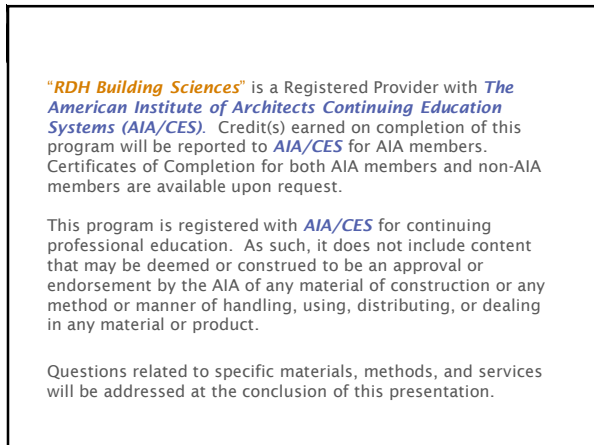 “RDH Building Sciences” is a Registered Provider with The
American Institute of Architects Continuing Education
Systems (AIA/CES).  Credit(s) earned on completion of this
program will be reported to AIA/CES for AIA members.
Certificates of Completion for both AIA members and non-AIA
members are available upon request.
This program is registered with AIA/CES for continuing
professional education.  As such, it does not include content
that may be deemed or construed to be an approval or
endorsement by the AIA of any material of construction or any
method or manner of handling, using, distributing, or dealing
in any material or product.
Questions related to specific materials, methods, and services
will be addressed at the conclusion of this presentation.